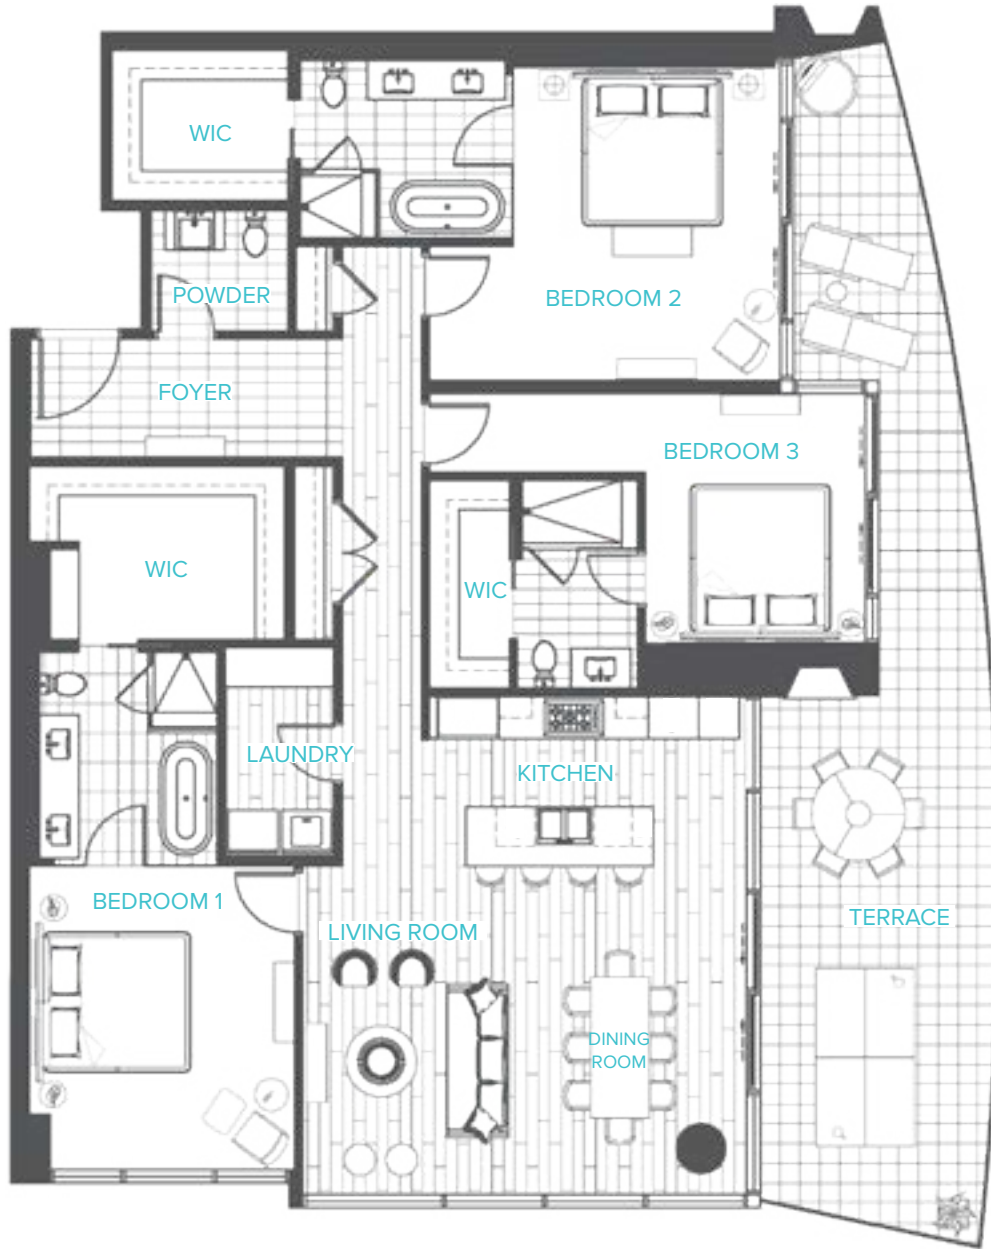 WIC
POWDER
BEDROOM 2
FOYER
BEDROOM 3
WIC
WIC
LAUNDRY
KITCHEN
BEDROOM 1
LIVING ROOM
TERRACE
DINING
ROOM